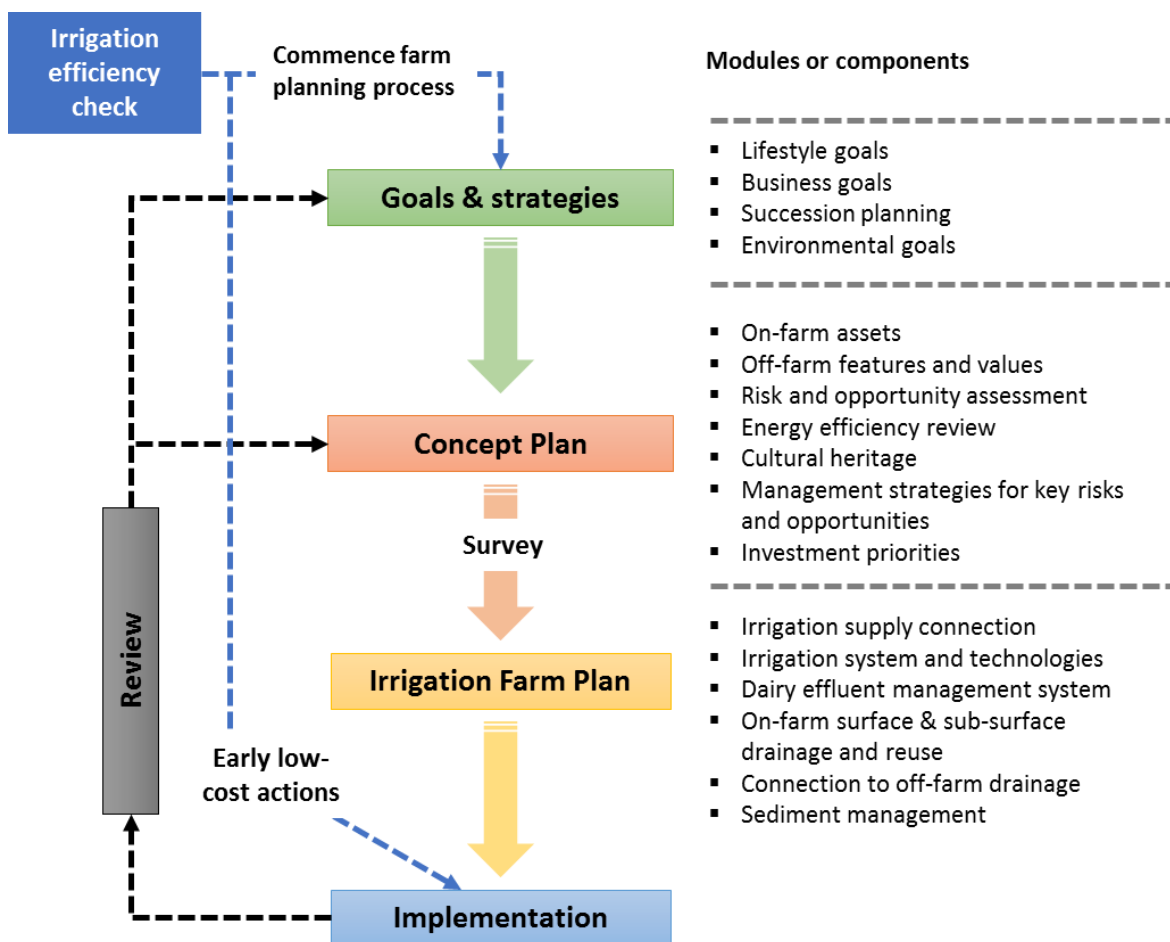 Irrigation
efficiency
check
Commence farm
planning process
Modules or components
Goals & strategies
▪ Lifestyle goals
▪ Business goals
▪ Succession planning
▪ Environmental goals
Concept Plan
▪ On-farm assets
▪ Off-farm features and values
▪ Risk and opportunity assessment
▪ Energy efficiency review
▪ Cultural heritage
▪ Management strategies for key risks
and opportunities
▪ Investment priorities
Survey
Review
Irrigation Farm Plan
▪ Irrigation supply connection
▪ Irrigation system and technologies
▪ Dairy effluent management system
▪ On-farm surface & sub-surface
drainage and reuse
▪ Connection to off-farm drainage
▪ Sediment management
Early low-
cost actions
Implementation